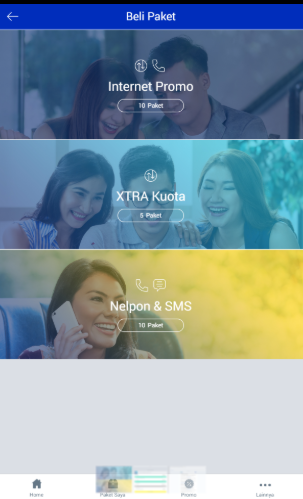 Beli Paket
Internet Promo
10 Paket
XTRA Kuota
5 Paket
Nelpon & SMS
10 Paket
Home
Paket Saya
Promo
Lainnya